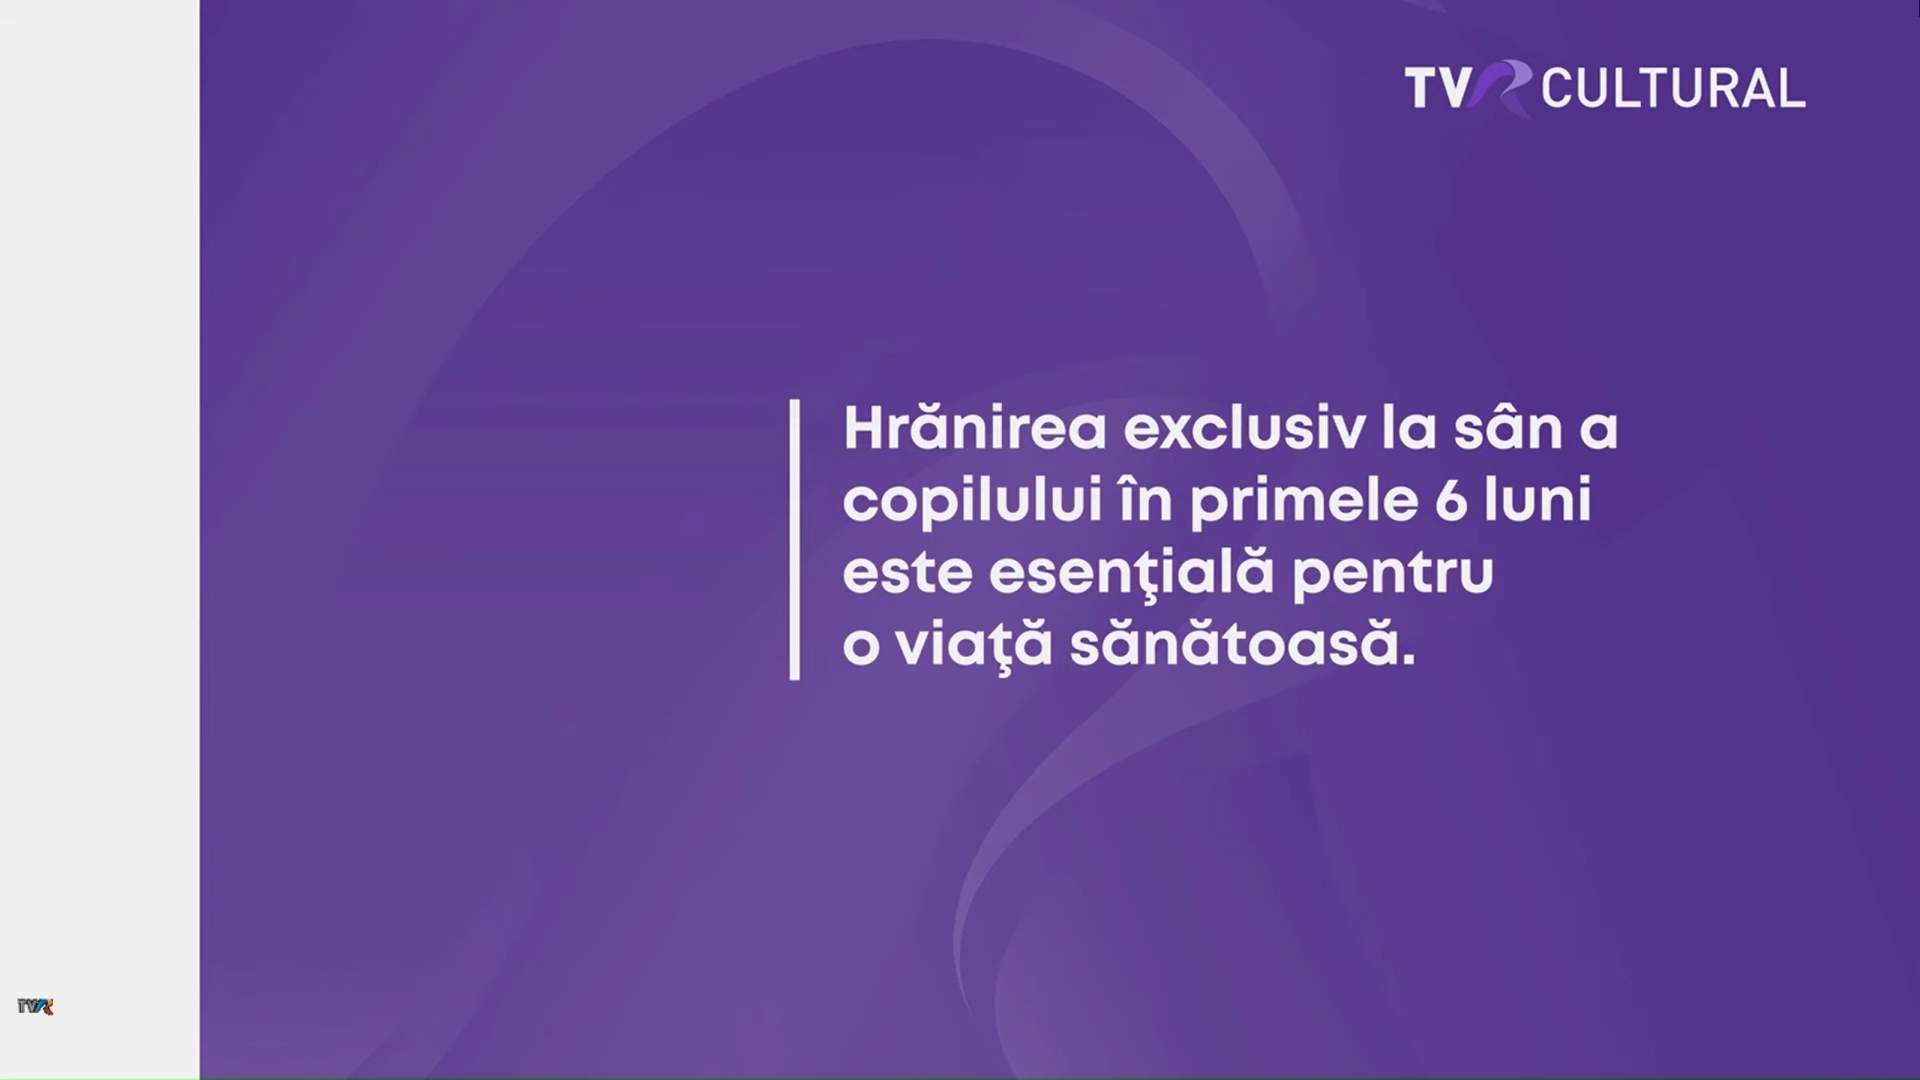 TVR CULTURAL
Hrănirea exclusiv la sân a
copilului în primele 6 luni
este esenţială pentru
o viaţă sănătoasă.
TVR